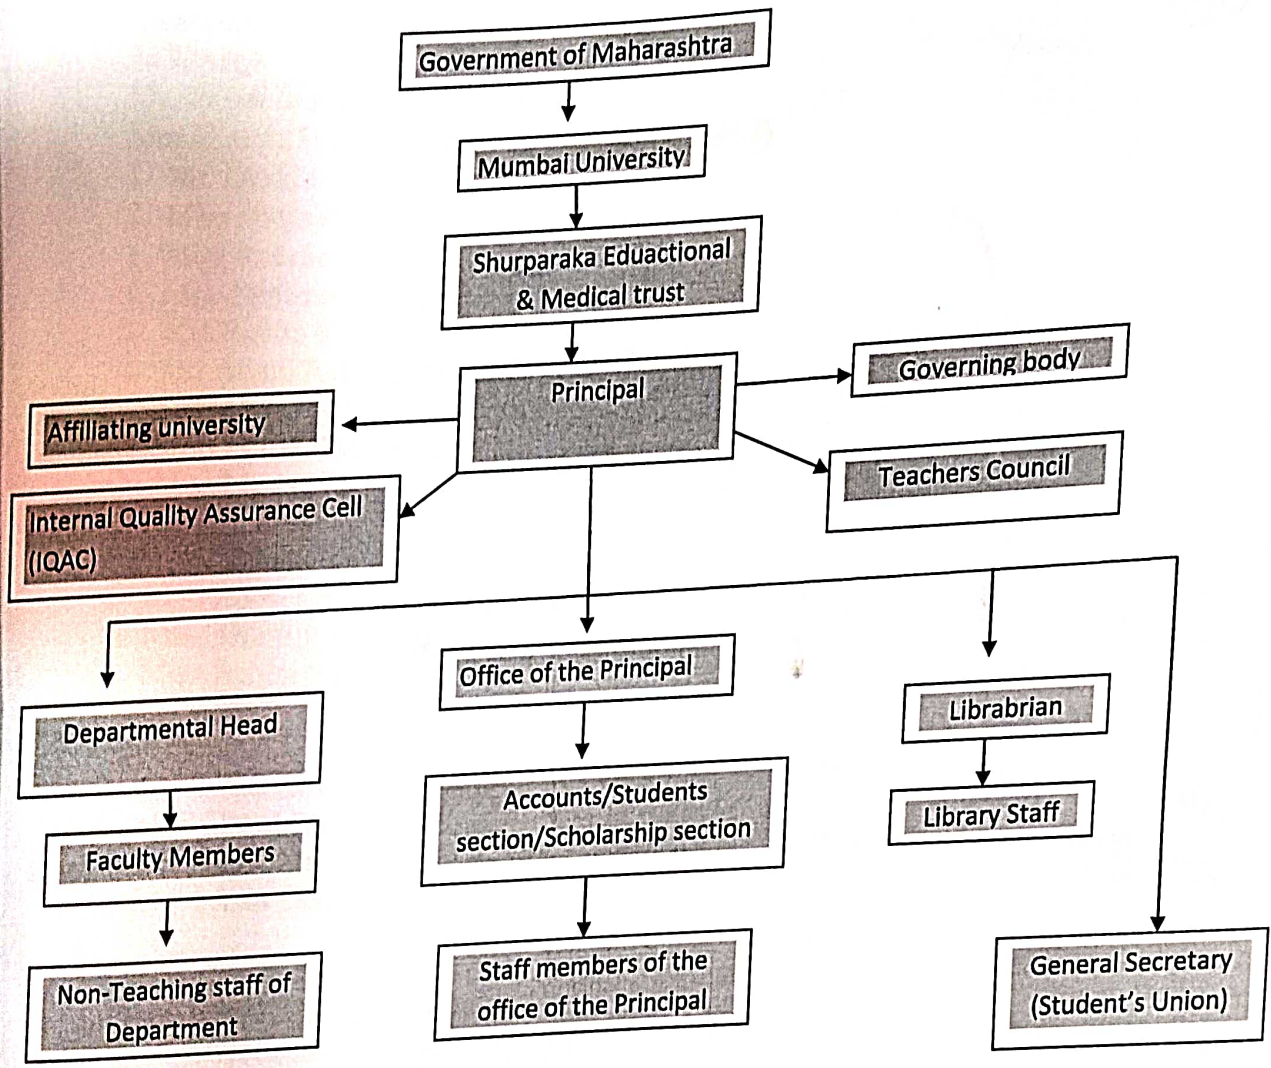 Government of Maharashtra
Mumbai University
Shurparaka Eduactional
& Medical trust
Principal
Governing body
Affiliating university
Teachers Council
Internal Quality Assurance Cell
(IQAC)
Office of the Principal
Departmental Head
Librabrian
Accounts/Students
section/Scholarship section
Library Staff
Faculty Members
Staff members of the
office of the Principal
General Secretary
(Student's Union)
Non-Teaching staff of
Department